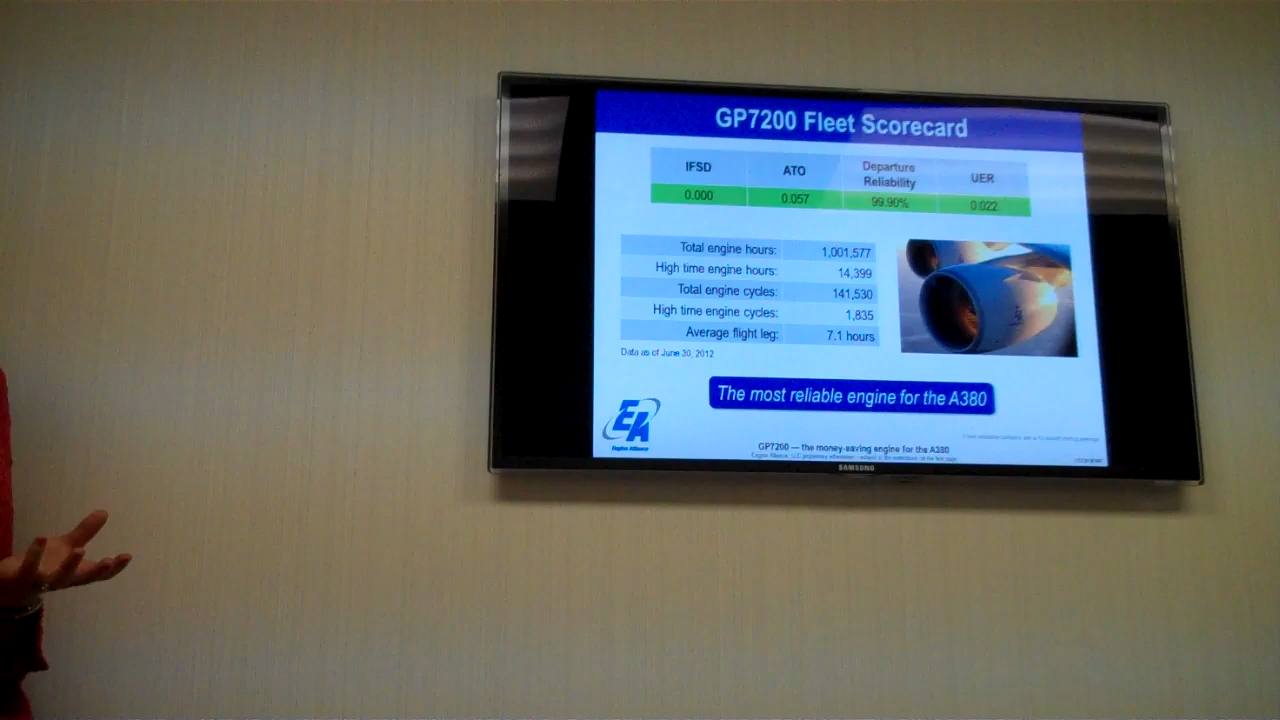 GP7200 Fleet Scorecard
IFSD ATO Departure Reliability UER
0.000 0.057 99.90% 0.022
Total engine hours: 1,001,577
High time engine hours: 14,399
Total engine cycles: 141,530
High time engine cycles: 1,835
Average flight leg: 7.1 hours
Data as of June 30, 2012
The most reliable engine for the A380
EA
Engine Alliance
GP7200 — the money-saving engine for the A380
SAMSUNG